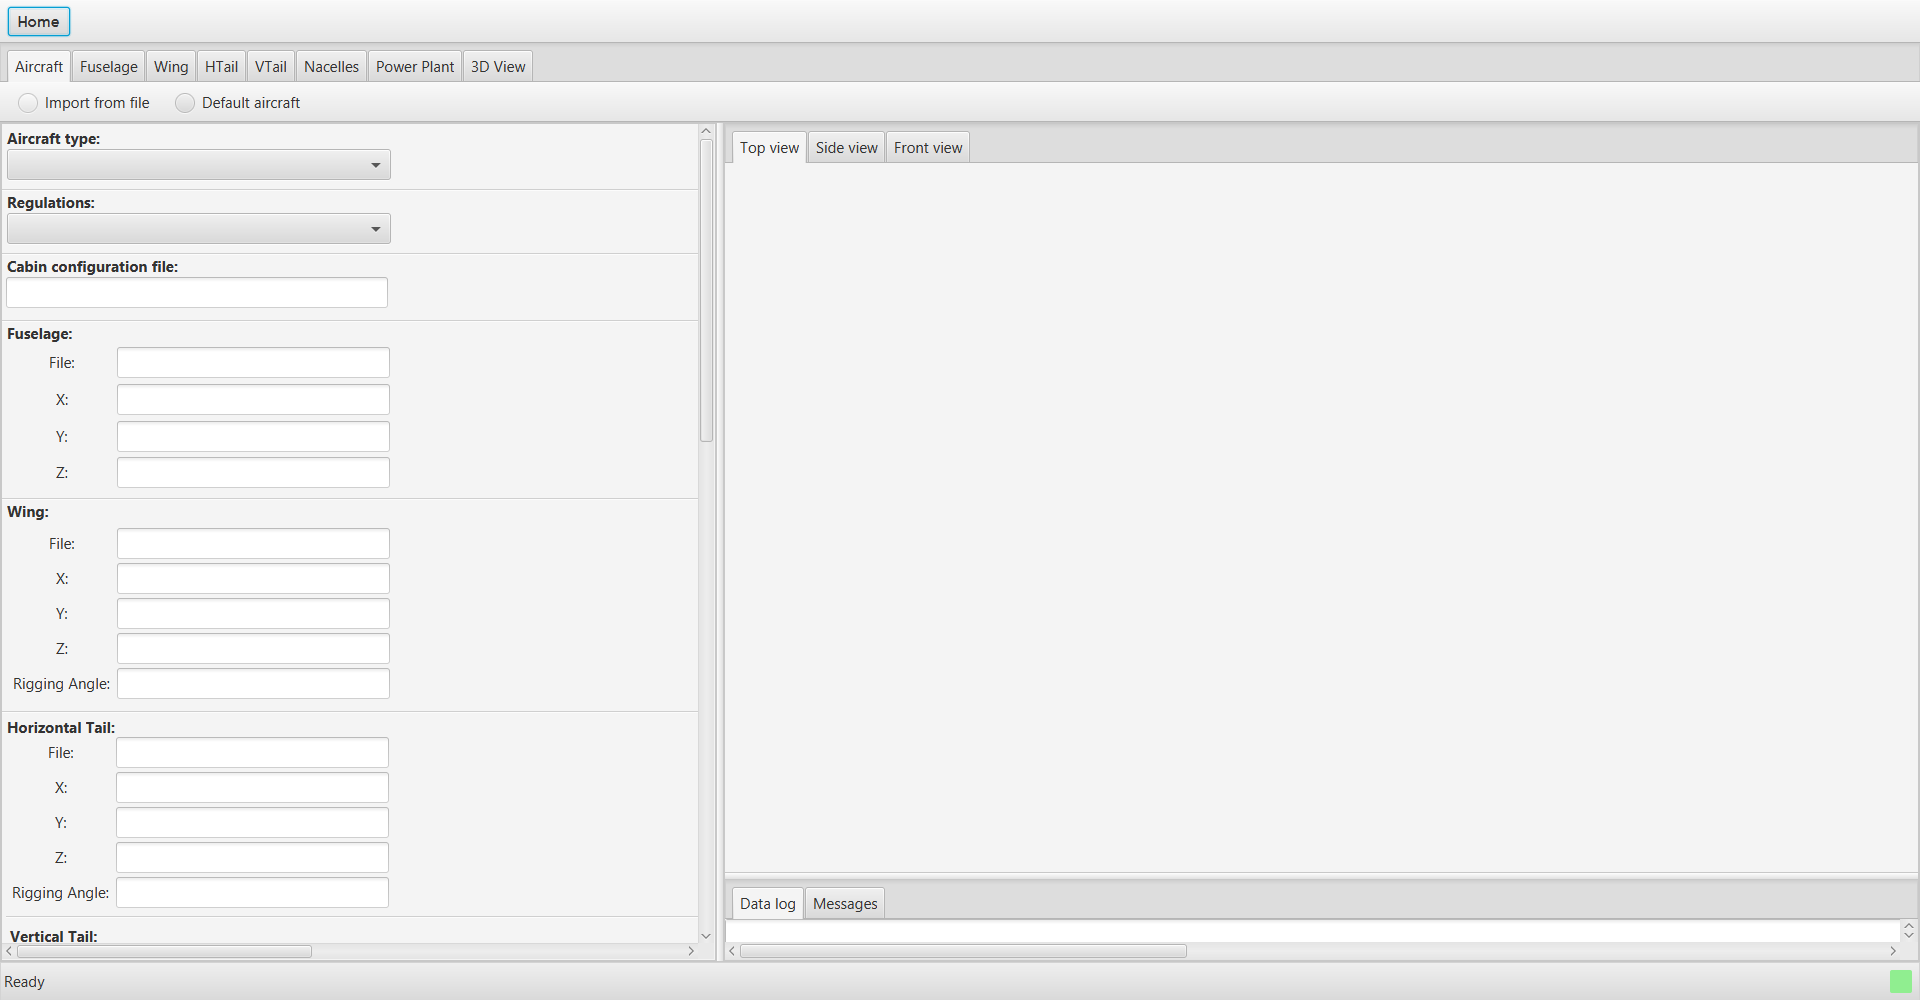 Home
Aircraft Fuselage Wing HTail VTail Nacelles Power Plant 3D View
Import from file Default aircraft
Aircraft type:
Regulations:
Cabin configuration file:
Fuselage:
File:
X:
Y:
Z:
Wing:
File:
X:
Y:
Z:
Rigging Angle:
Horizontal Tail:
File:
X:
Y:
Z:
Rigging Angle:
Vertical Tail:
Top view Side view Front view
Data log Messages
Ready